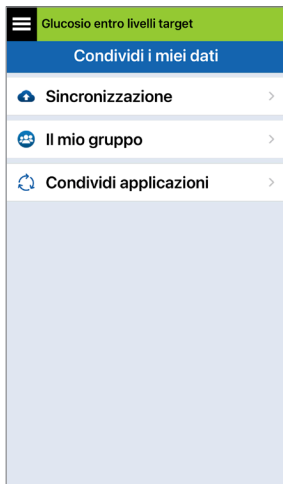 Glucosio entro livelli target
Condividi i miei dati
Sincronizzazione
Il mio gruppo
Condividi applicazioni